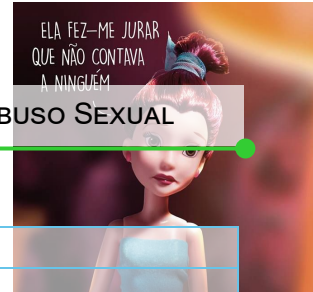 ELA FEZ-ME JURAR
QUE NÃO CONTAVA
A NINGUÉM
BUSO SEXUAL